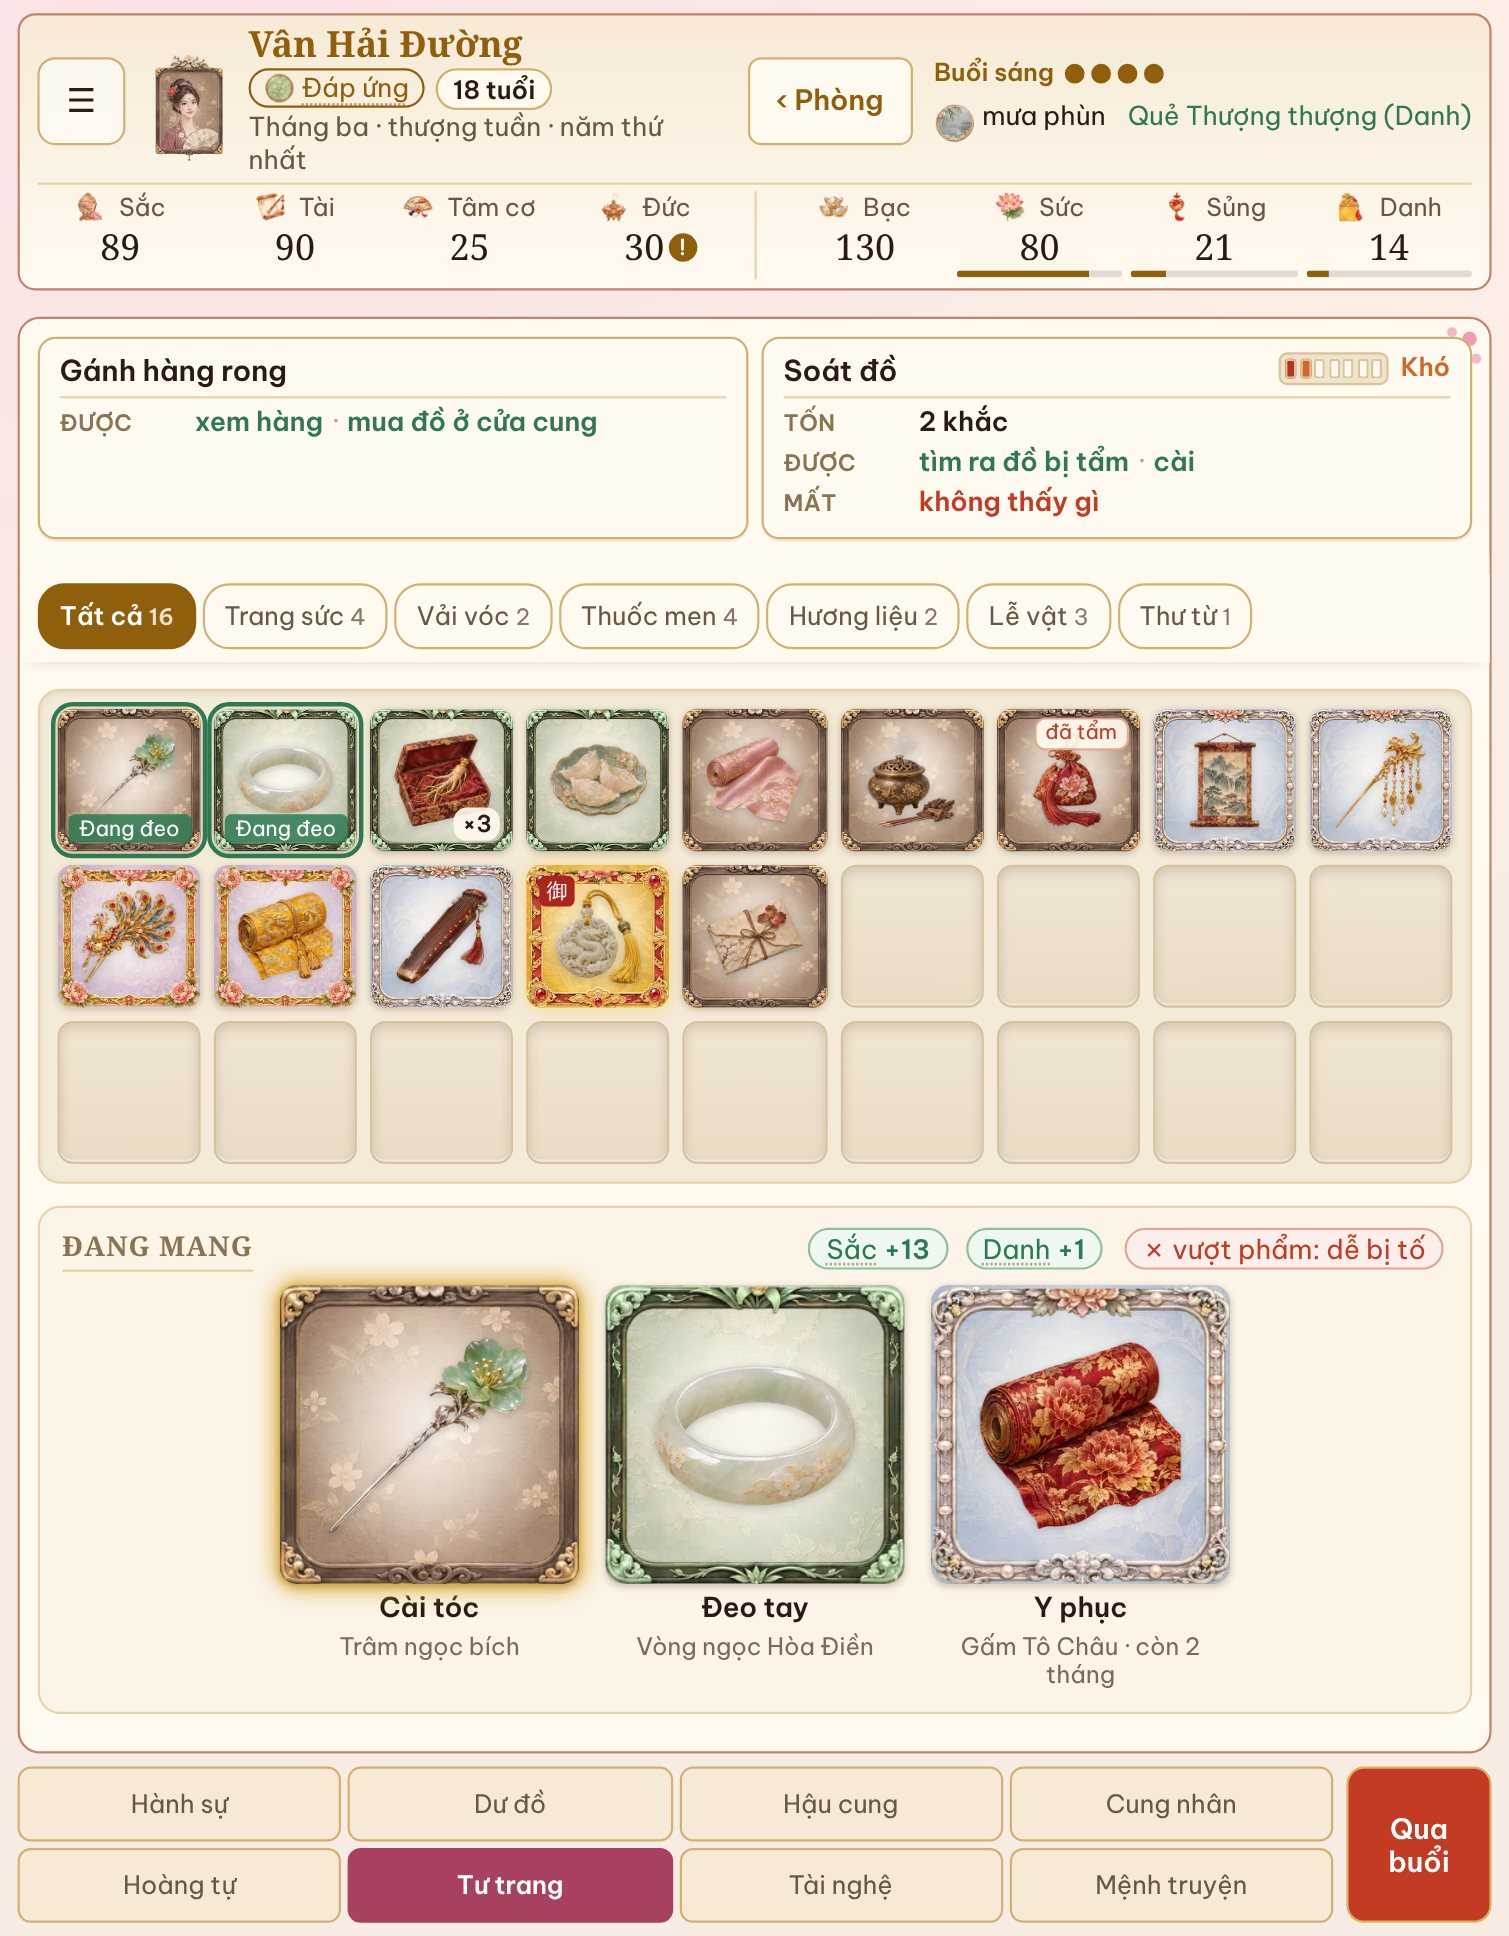 Vân Hải Đường
Đáp ứng
18 tuổi
Tháng ba · thượng tuần · năm thứ
nhất
‹ Phòng
Buổi sáng
mưa phùn
Quẻ Thượng thượng (Danh)
Sắc
Tài
Tâm cơ
Đức
Bạc
Sức
Sủng
Danh
89
90
25
30 !
130
80
21
14
Gánh hàng rong
ĐƯỢC xem hàng · mua đồ ở cửa cung
Soát đồ
Khó
TỐN 2 khắc
ĐƯỢC tìm ra đồ bị tẩm · cài
MẤT không thấy gì
Tất cả 16
Trang sức 4
Vải vóc 2
Thuốc men 4
Hương liệu 2
Lễ vật 3
Thư từ 1
Đang đeo
Đang đeo
×3
đã tẩm
御
ĐANG MANG
Sắc +13
Danh +1
× vượt phẩm: dễ bị tố
Cài tóc
Trâm ngọc bích
Đeo tay
Vòng ngọc Hòa Điền
Y phục
Gấm Tô Châu · còn 2
tháng
Hành sự
Dư đồ
Hậu cung
Cung nhân
Qua
buổi
Hoàng tự
Tư trang
Tài nghệ
Mệnh truyện